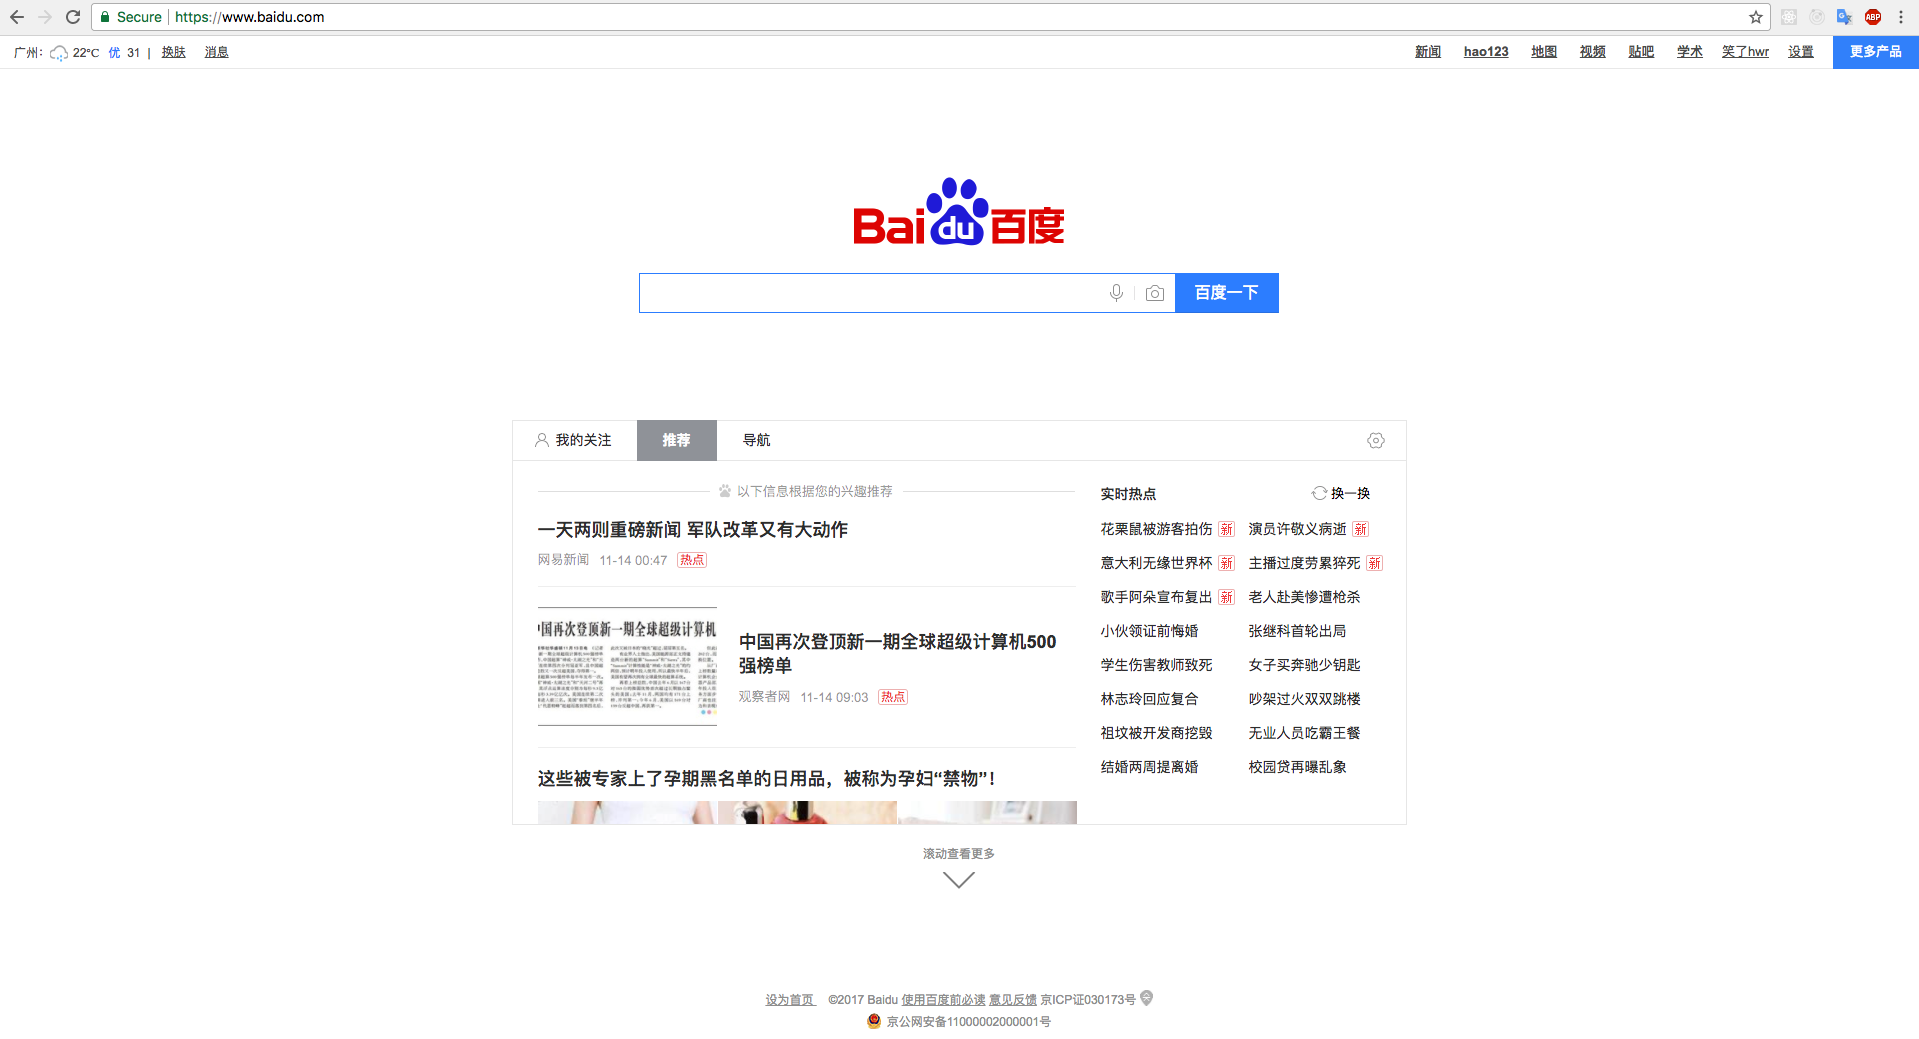 Secure https://www.baidu.com
广州： 22℃ 优 31 | 换肤 消息
新闻 hao123 地图 视频 贴吧 学术 笑了hwr 设置 更多产品
Bai du 百度
百度一下
我的关注 推荐 导航
以下信息根据您的兴趣推荐
一天两则重磅新闻 军队改革又有大动作
网易新闻 11-14 00:47 热点
中国再次登顶新一期全球超级计算机
中国再次登顶新一期全球超级计算机500
强榜单
观察者网 11-14 09:03 热点
这些被专家上了孕期黑名单的日用品，被称为孕妇“禁物”！
实时热点 换一换
花栗鼠被游客拍伤 新 演员许敬义病逝 新
意大利无缘世界杯 新 主播过度劳累猝死 新
歌手阿朵宣布复出 新 老人赴美惨遭枪杀
小伙领证前悔婚 张继科首轮出局
学生伤害教师致死 女子买奔驰少钥匙
林志玲回应复合 吵架过火双双跳楼
祖坟被开发商挖毁 无业人员吃霸王餐
结婚两周提离婚 校园贷再曝乱象
滚动查看更多
设为首页 ©2017 Baidu 使用百度前必读 意见反馈 京ICP证030173号
京公网安备11000002000001号
ABP